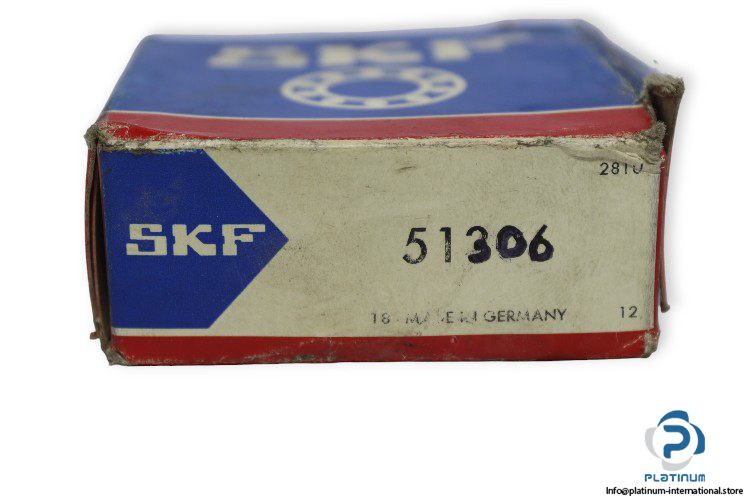 SKF
2810
SKF
51306
18 MADE IN GERMANY
12
PLATINUM
Info@platinum-international.store